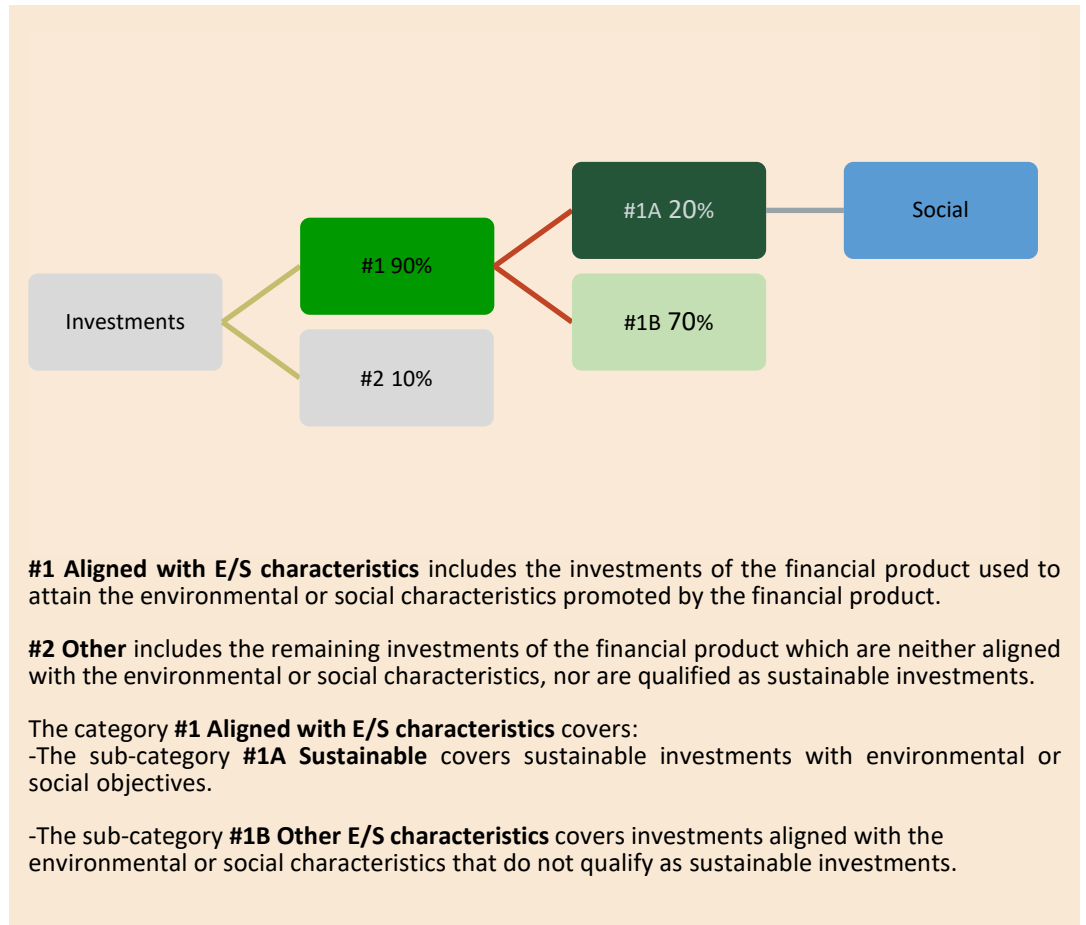 #1A 20%
Social
#1 90%
Investments
#1B 70%
#2 10%
#1 Aligned with E/S characteristics includes the investments of the financial product used to
attain the environmental or social characteristics promoted by the financial product.
#2 Other includes the remaining investments of the financial product which are neither aligned
with the environmental or social characteristics, nor are qualified as sustainable investments.
The category #1 Aligned with E/S characteristics covers:
-The sub-category #1A Sustainable covers sustainable investments with environmental or
social objectives.
-The sub-category #1B Other E/S characteristics covers investments aligned with the
environmental or social characteristics that do not qualify as sustainable investments.